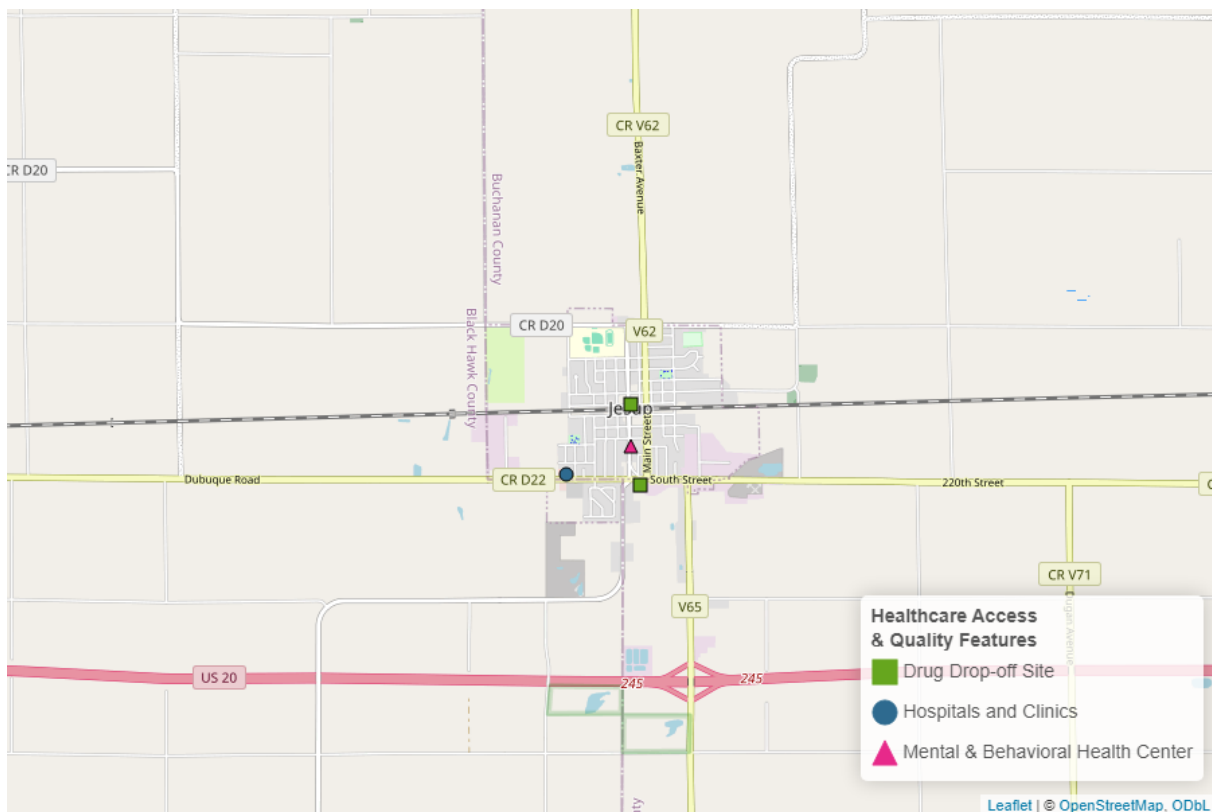 CR V62
Baxter Avenue
CR D20
Buchanan County
Black Hawk County
CR D20
V62
Jesup
Main Street
Dubuque Road
CR D22
South Street
220th Street
CR V71
Dugan Avenue
V65
US 20
245
245
Healthcare Access
& Quality Features
Drug Drop-off Site
Hospitals and Clinics
Mental & Behavioral Health Center
Leaflet | © OpenStreetMap, ODbL